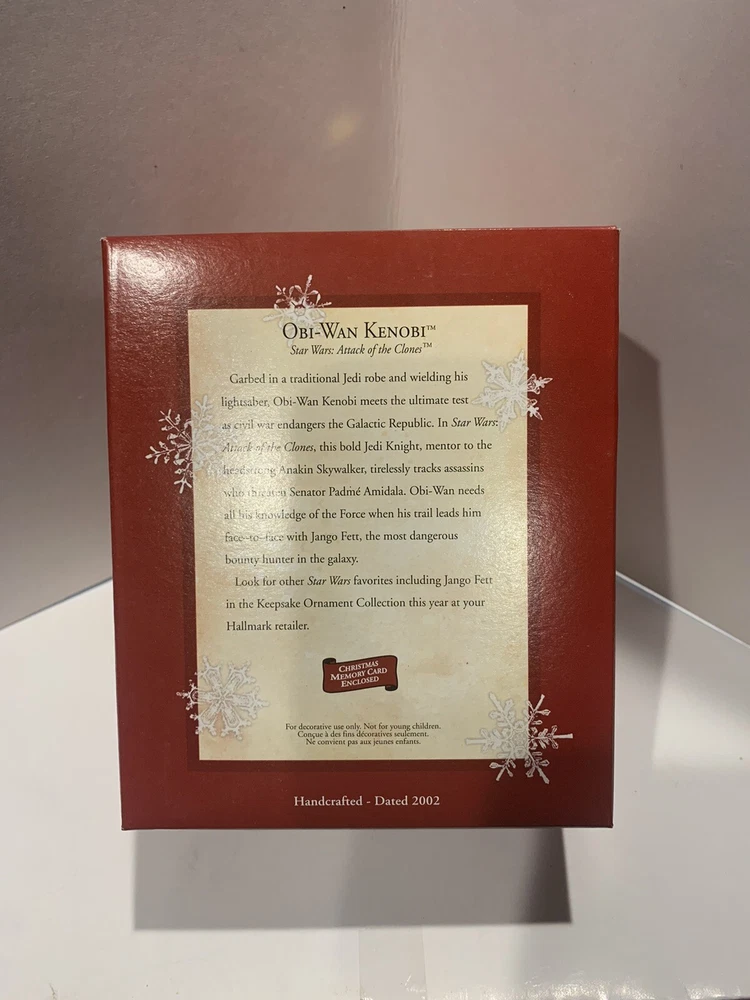 OBI-WAN KENOBI™
Star Wars: Attack of the Clones™
Garbed in a traditional Jedi robe and wielding his
lightsaber, Obi-Wan Kenobi meets the ultimate test
as civil war endangers the Galactic Republic. In Star Wars:
Attack of the Clones, this bold Jedi Knight, mentor to the
headstrong Anakin Skywalker, tirelessly tracks assassins
who threaten Senator Padmé Amidala. Obi-Wan needs
all his knowledge of the Force when his trail leads him
face-to-face with Jango Fett, the most dangerous
bounty hunter in the galaxy.
Look for other Star Wars favorites including Jango Fett
in the Keepsake Ornament Collection this year at your
Hallmark retailer.
CHRISTMAS
MEMORY CARD
ENCLOSED
For decorative use only. Not for young children.
Conçue à des fins décoratives seulement.
Ne convient pas aux jeunes enfants.
Handcrafted - Dated 2002